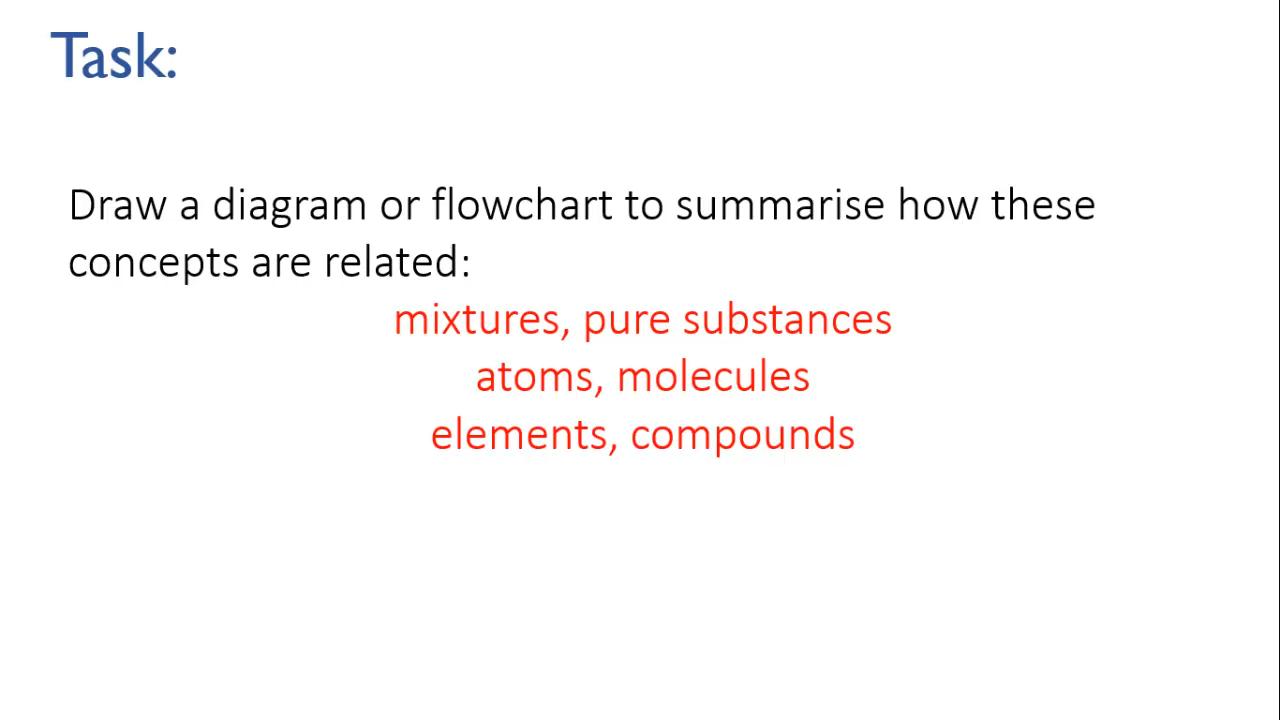 Task:
Draw a diagram or flowchart to summarise how these
concepts are related:
mixtures, pure substances
atoms, molecules
elements, compounds